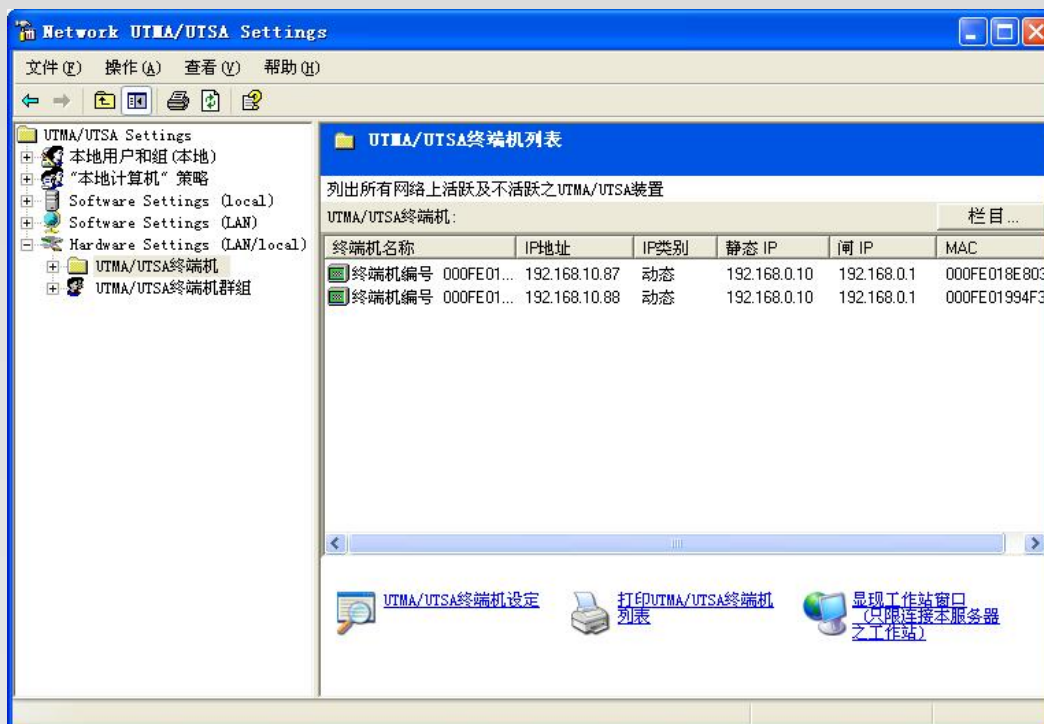 Network UTMA/UTSA Settings
文件(F) 操作(A) 查看(V) 帮助(H)
UTMA/UTSA Settings
本地用户和组(本地)
“本地计算机” 策略
Software Settings (local)
Software Settings (LAN)
Hardware Settings (LAN/local)
UTMA/UTSA终端机
UTMA/UTSA终端机群组
UTMA/UTSA终端机列表
列出所有网络上活跃及不活跃之UTMA/UTSA装置
UTMA/UTSA终端机:
栏目...
终端机名称 IP地址 IP类别 静态 IP 闸 IP MAC
终端机编号 000FE01... 192.168.10.87 动态 192.168.0.10 192.168.0.1 000FE018E803
终端机编号 000FE01... 192.168.10.88 动态 192.168.0.10 192.168.0.1 000FE01994F3
UTMA/UTSA终端机设定
打印UTMA/UTSA终端机
列表
显现工作站窗口
(只限连接本服务器
之工作站)